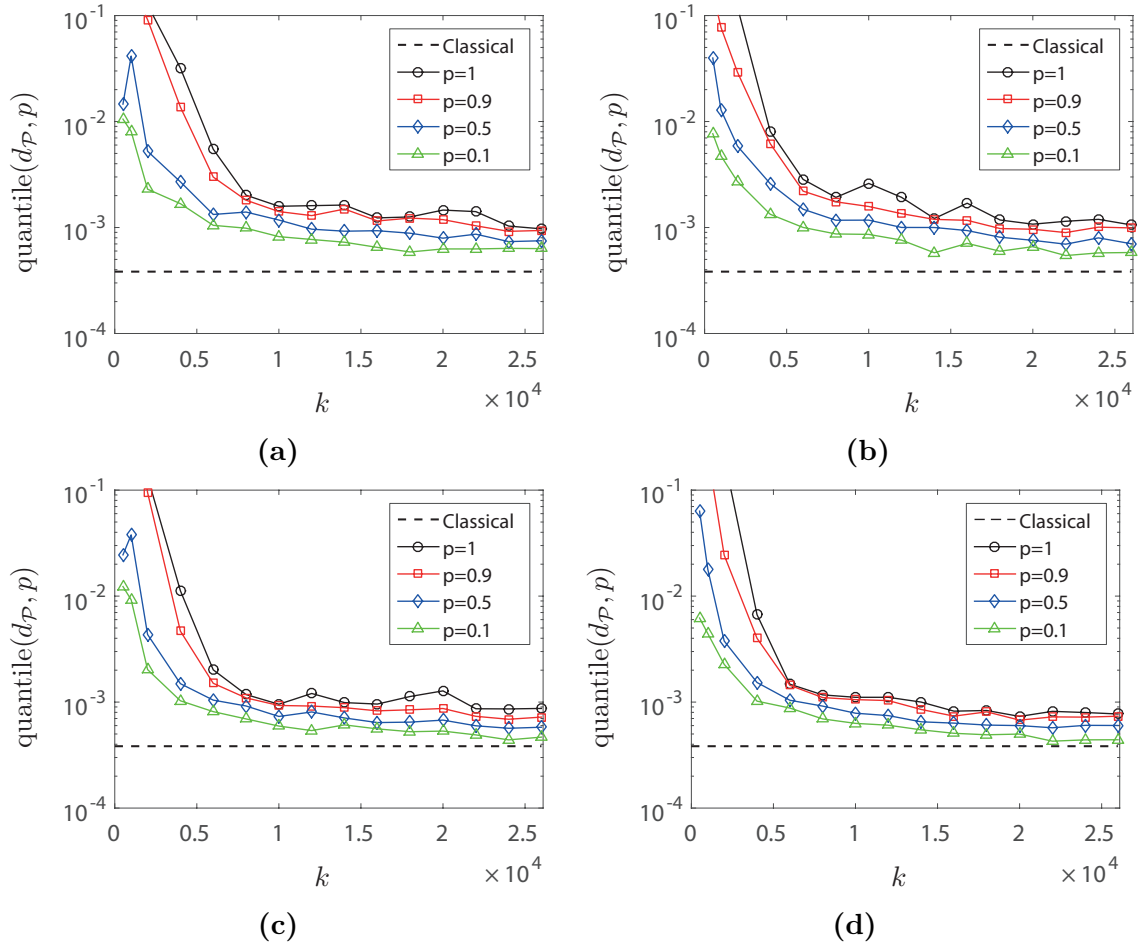 10^{-1}
10^{-2}
10^{-3}
10^{-4}
quantile(d_𝒫, p)
0 0.5 1 1.5 2 2.5
× 10^4
k
Classical
p=1
p=0.9
p=0.5
p=0.1
(a)
10^{-1}
10^{-2}
10^{-3}
10^{-4}
quantile(d_𝒫, p)
0 0.5 1 1.5 2 2.5
× 10^4
k
Classical
p=1
p=0.9
p=0.5
p=0.1
(b)
10^{-1}
10^{-2}
10^{-3}
10^{-4}
quantile(d_𝒫, p)
0 0.5 1 1.5 2 2.5
× 10^4
k
Classical
p=1
p=0.9
p=0.5
p=0.1
(c)
10^{-1}
10^{-2}
10^{-3}
10^{-4}
quantile(d_𝒫, p)
0 0.5 1 1.5 2 2.5
× 10^4
k
Classical
p=1
p=0.9
p=0.5
p=0.1
(d)